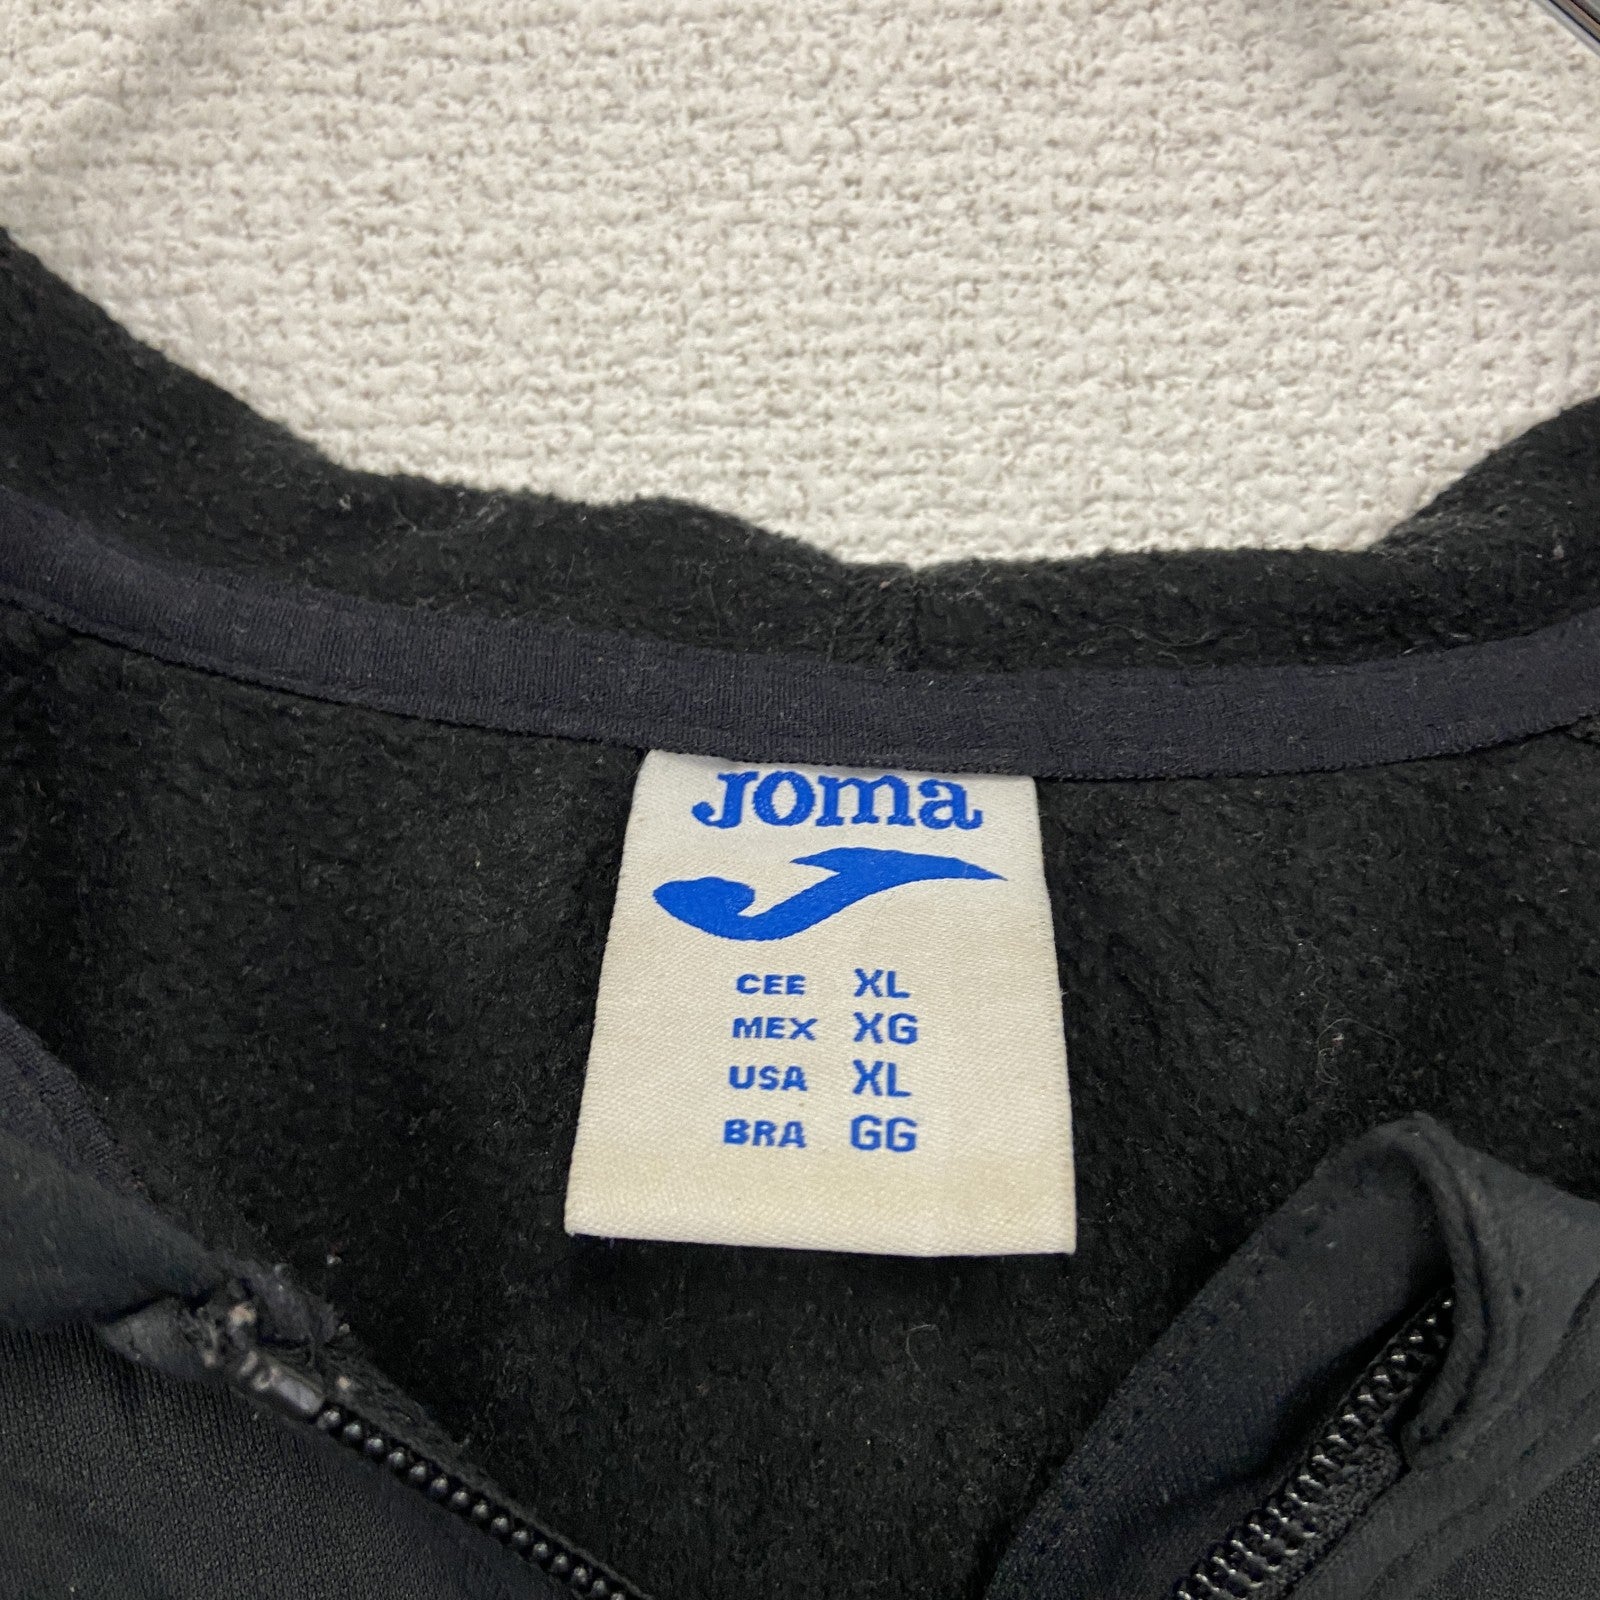 Joma
CEE XL
MEX XG
USA XL
BRA GG